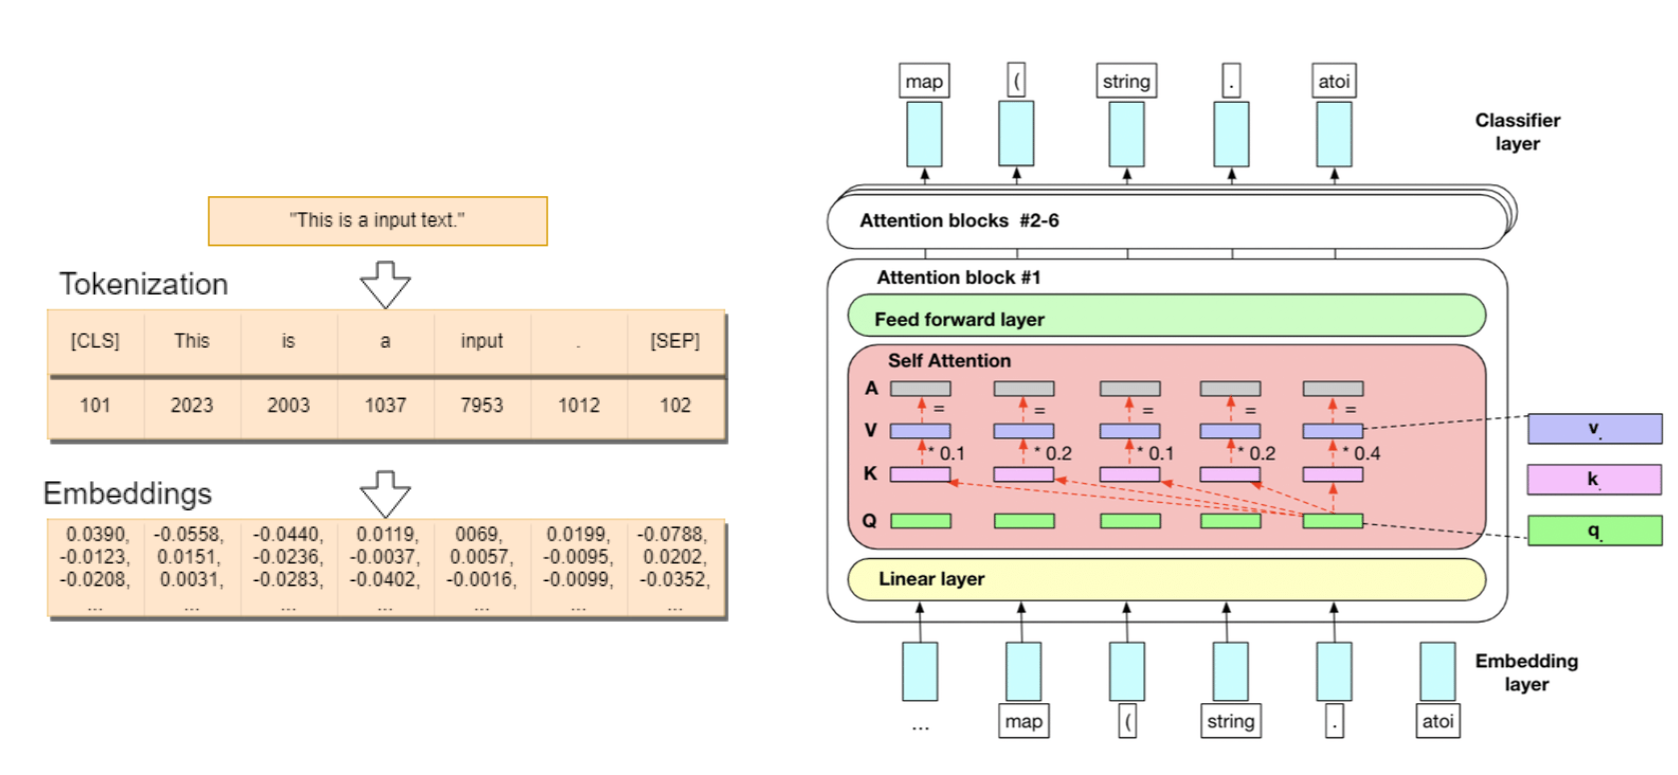 "This is a input text."
Tokenization
[CLS] This is a input . [SEP]
101 2023 2003 1037 7953 1012 102
Embeddings
0.0390, -0.0558, -0.0440, 0.0119, 0069, 0.0199, -0.0788,
-0.0123, 0.0151, -0.0236, -0.0037, 0.0057, -0.0095, 0.0202,
-0.0208, 0.0031, -0.0283, -0.0402, -0.0016, -0.0099, -0.0352,
... ... ... ... ... ... ...
map ( string . atoi
Classifier
layer
Attention blocks #2-6
Attention block #1
Feed forward layer
Self Attention
A
= = = = =
V
* 0.1 * 0.2 * 0.1 * 0.2 * 0.4
K
Q
v.
k.
q.
Linear layer
Embedding
layer
... map ( string . atoi